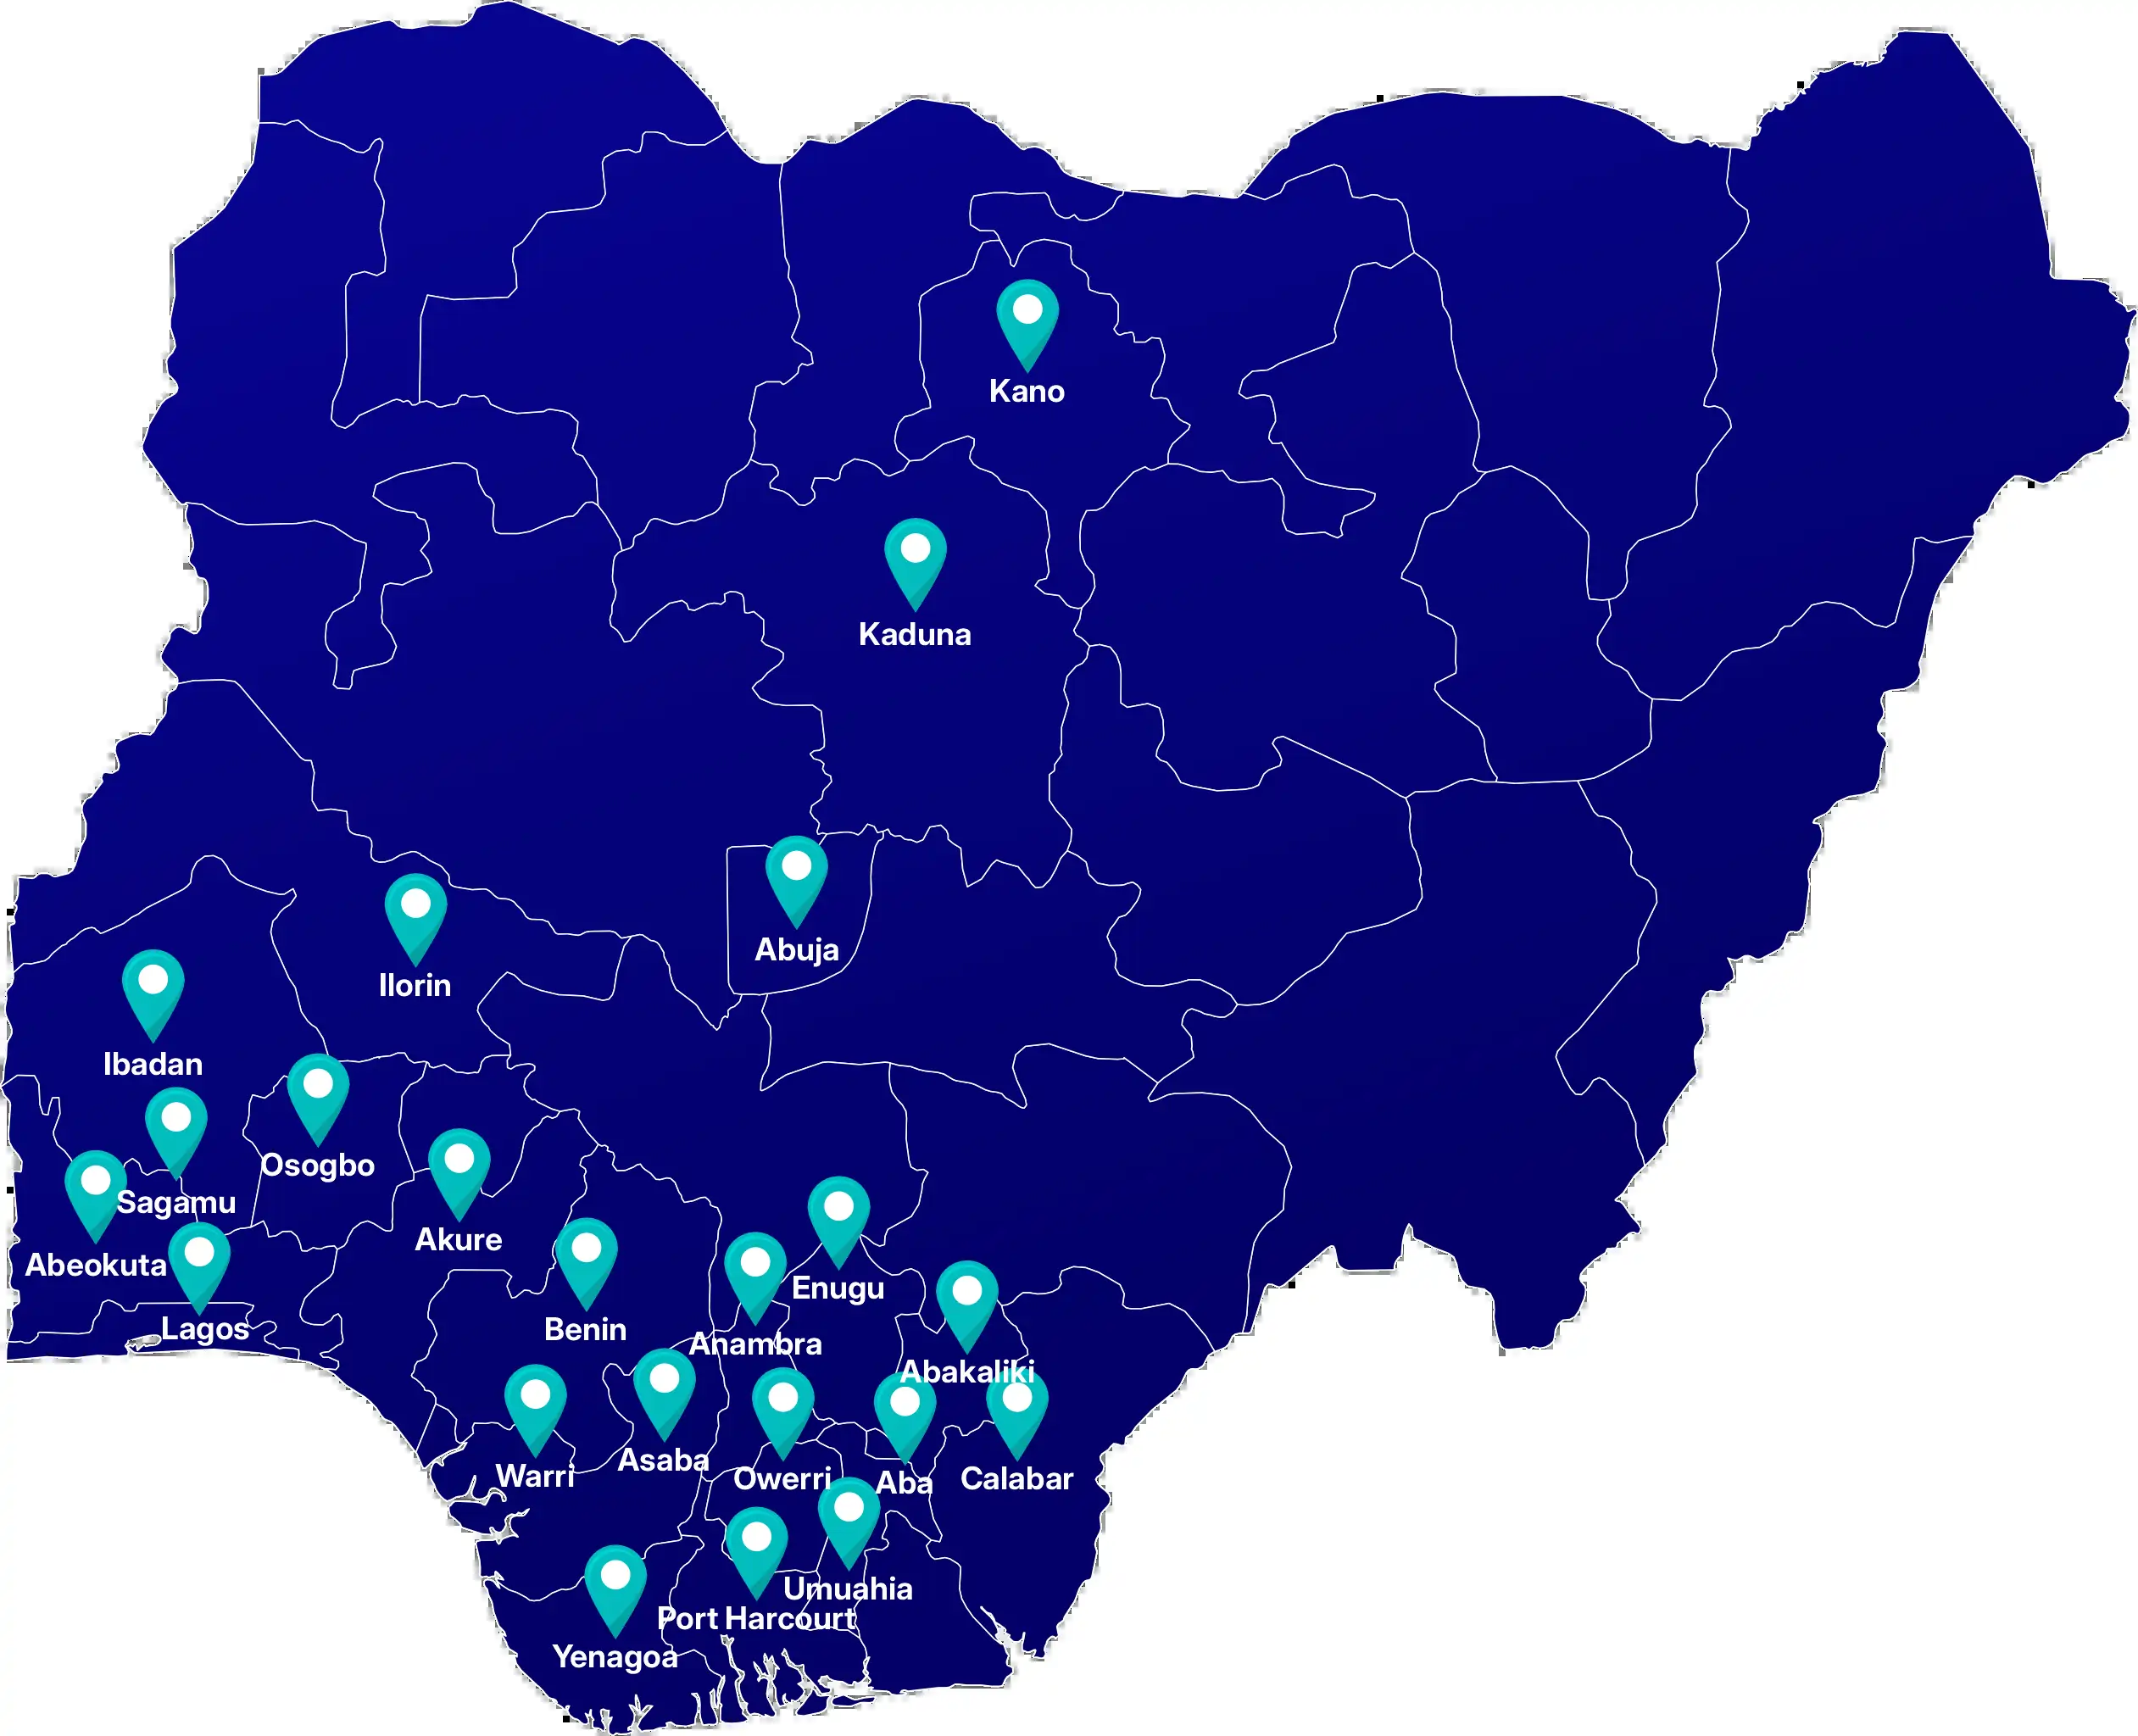 Kano
Kaduna
Abuja
Ilorin
Ibadan
Osogbo
Sagamu
Akure
Abeokuta
Enugu
Lagos
Benin
Anambra
Abakaliki
Asaba
Warri
Owerri
Aba
Calabar
Umuahia
Port Harcourt
Yenagoa